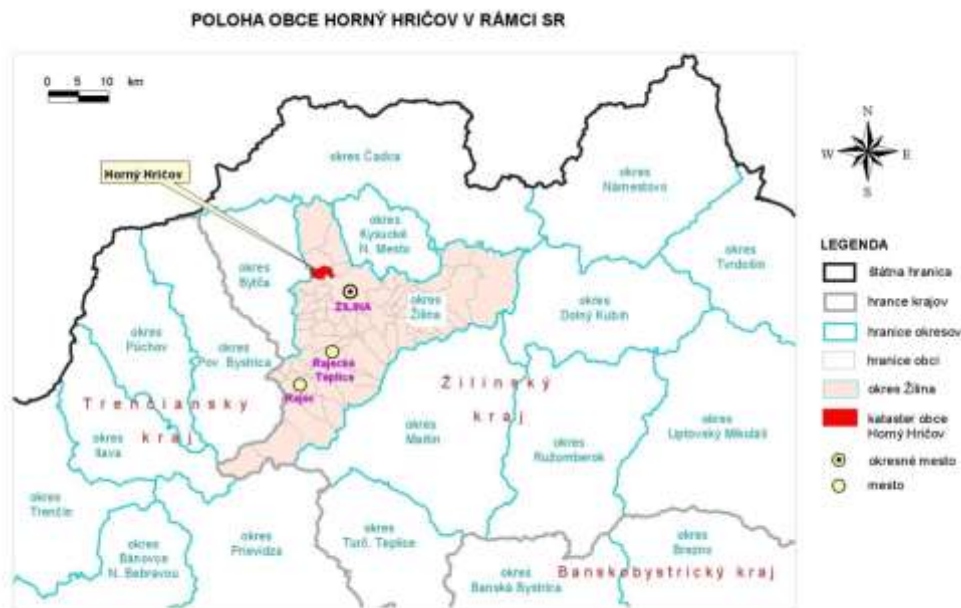 POLOHA OBCE HORNÝ HRIČOV V RÁMCI SR
0 5 10 km
okres Čadca
okres
Námestovo
Horný Hričov
okres
Kysucké
N. Mesto
okres
Bytča
okres
Tvrdošín
ŽILINA
okres
Žilina
okres
Dolný Kubín
okres
Púchov
okres
Pov. Bystrica
Rajecké
Teplice
Rajec
Žilinský
kraj
Trenčiansky
kraj
okres
Martin
okres
Liptovský Mikuláš
okres
Ilava
okres
Ružomberok
okres
Trenčín
okres
Bánovce
N. Bebravou
okres
Prievidza
okres
Turč. Teplice
okres
Banská Bystrica
okres
Brezno
Banskobystrický kraj
N
W E
S
LEGENDA
štátna hranica
hrance krajov
hranice okresov
hranice obcí
okres Žilina
kataster obce
Horný Hričov
okresné mesto
mesto